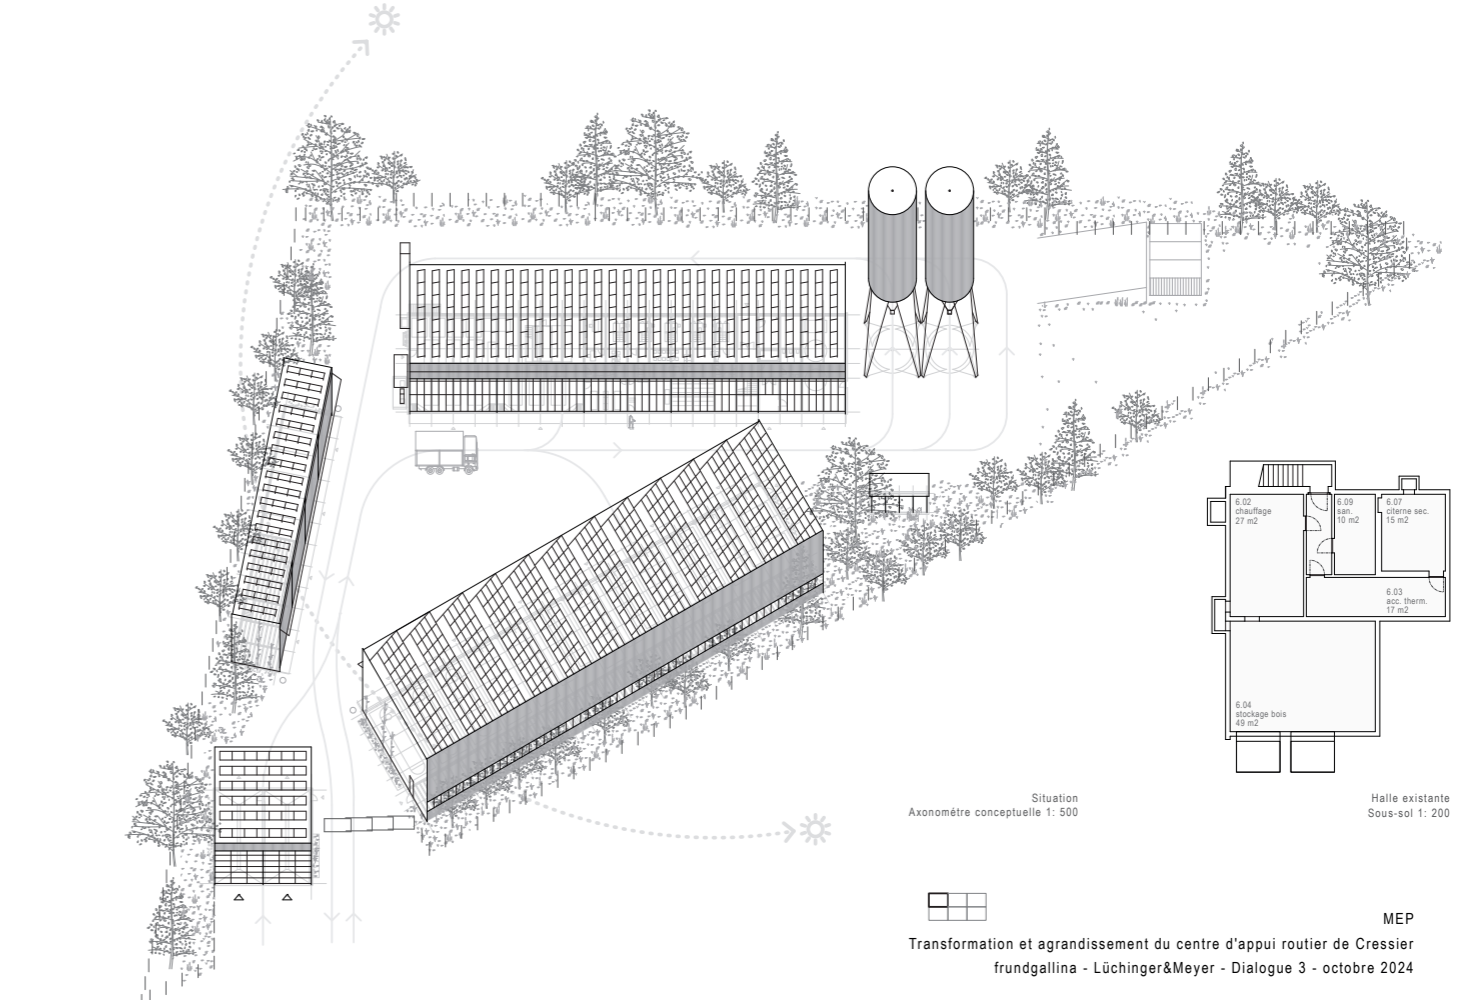 6.02
chauffage
27 m2
6.09
san.
10 m2
6.07
citerne sec.
15 m2
6.03
acc. therm.
17 m2
6.04
stockage bois
49 m2
Situation
Axonomètre conceptuelle 1: 500
Halle existante
Sous-sol 1: 200
MEP
Transformation et agrandissement du centre d'appui routier de Cressier
frundgallina - Lüchinger&Meyer - Dialogue 3 - octobre 2024